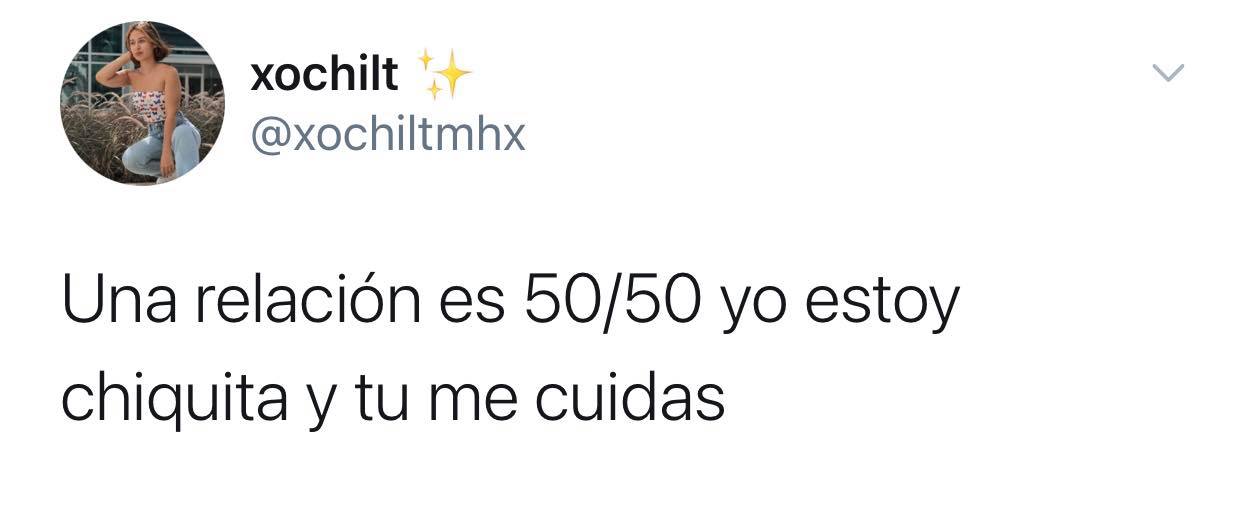 xochilt ✨
@xochiltmhx
Una relación es 50/50 yo estoy
chiquita y tu me cuidas